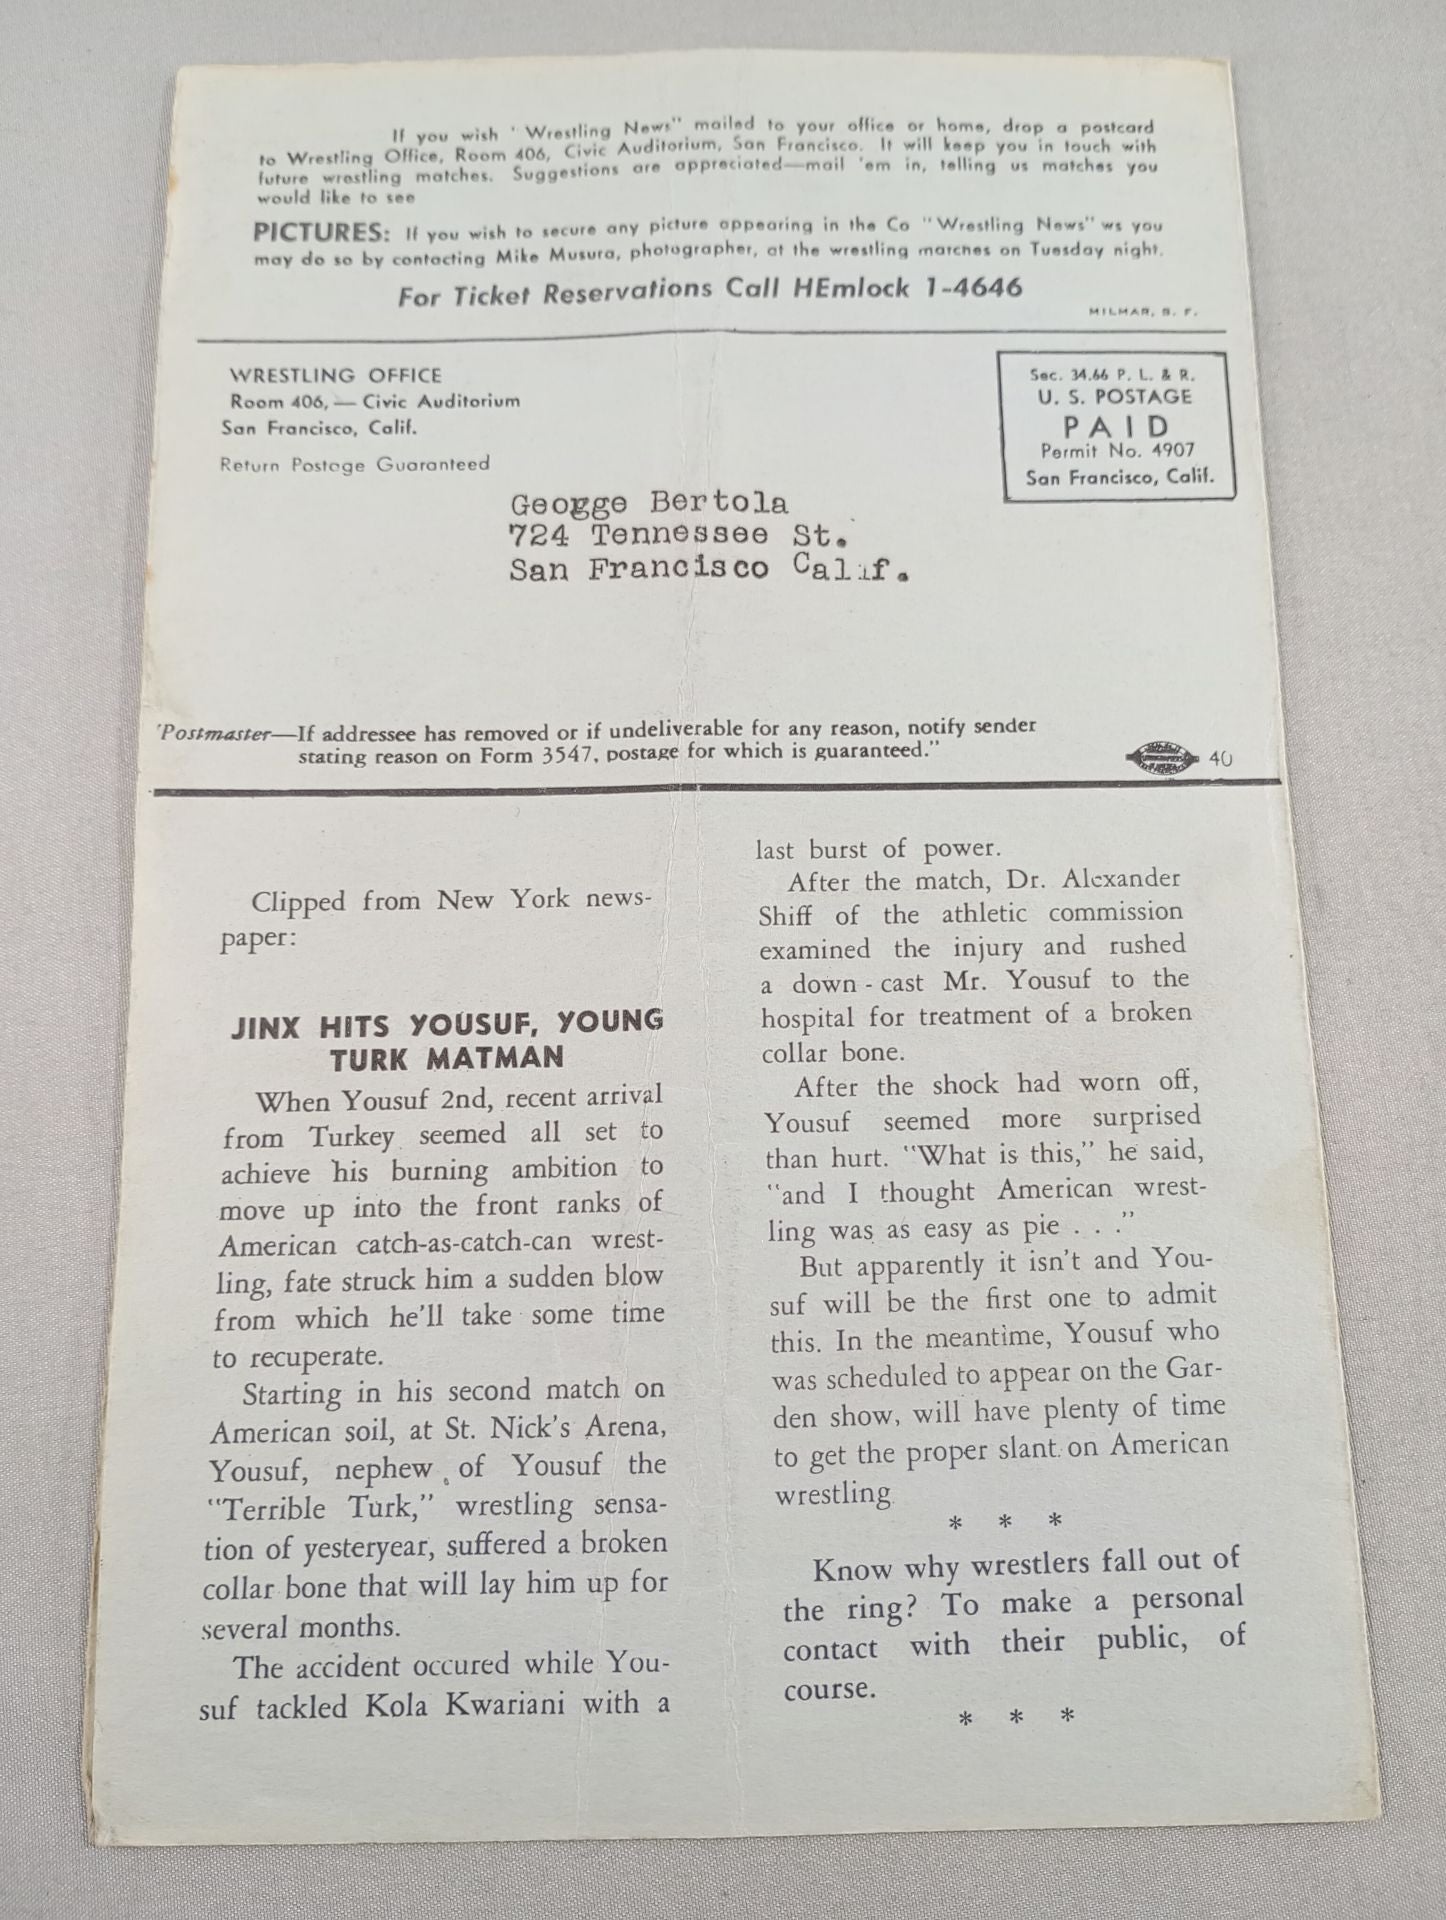 If you wish ' Wrestling News" mailed to your office or home, drop a postcard
to Wrestling Office, Room 406, Civic Auditorium, San Francisco. It will keep you in touch with
future wrestling matches. Suggestions are appreciated—mail 'em in, telling us matches you
would like to see
PICTURES: If you wish to secure any picture appearing in the Co "Wrestling News" ws you
may do so by contacting Mike Musura, photographer, at the wrestling matches on Tuesday night.
For Ticket Reservations Call HEmlock 1-4646
MILMAR, S. F.
WRESTLING OFFICE
Room 406, — Civic Auditorium
San Francisco, Calif.
Return Postage Guaranteed
Sec. 34.66 P. L. & R.
U. S. POSTAGE
PAID
Permit No. 4907
San Francisco, Calif.
Geogge Bertola
724 Tennessee St.
San Francisco Calif.
'Postmaster—If addressee has removed or if undeliverable for any reason, notify sender
stating reason on Form 3547, postage for which is guaranteed."
40
Clipped from New York news-
paper:
JINX HITS YOUSUF, YOUNG
TURK MATMAN
When Yousuf 2nd, recent arrival
from Turkey seemed all set to
achieve his burning ambition to
move up into the front ranks of
American catch-as-catch-can wrest-
ling, fate struck him a sudden blow
from which he'll take some time
to recuperate.
Starting in his second match on
American soil, at St. Nick's Arena,
Yousuf, nephew of Yousuf the
"Terrible Turk," wrestling sensa-
tion of yesteryear, suffered a broken
collar bone that will lay him up for
several months.
The accident occured while You-
suf tackled Kola Kwariani with a
last burst of power.
After the match, Dr. Alexander
Shiff of the athletic commission
examined the injury and rushed
a down - cast Mr. Yousuf to the
hospital for treatment of a broken
collar bone.
After the shock had worn off,
Yousuf seemed more surprised
than hurt. "What is this," he said,
"and I thought American wrest-
ling was as easy as pie . . ."
But apparently it isn't and You-
suf will be the first one to admit
this. In the meantime, Yousuf who
was scheduled to appear on the Gar-
den show, will have plenty of time
to get the proper slant on American
wrestling
* * *
Know why wrestlers fall out of
the ring? To make a personal
contact with their public, of
course.
* * *